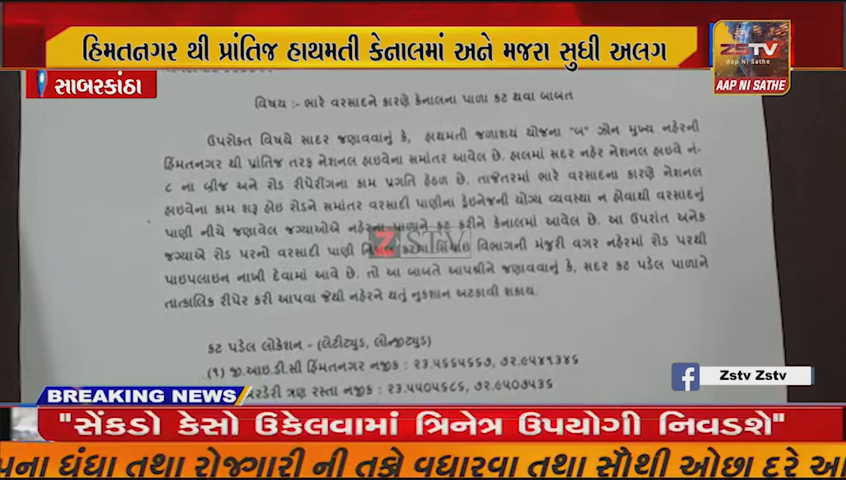 હિંમતનગર થી પ્રાંતિજ હાથમતી કેનાલમાં અને મજરા સુધી અલગ
ZSTV
Aap Ni Sathe
AAP NI SATHE
સાબરકાંઠા
વિષય :- ભારે વરસાદને કારણે કેનાલના પાળા કટ થવા બાબત
ઉપરોક્ત વિષયે સાદર જણાવવાનું કે, હાથમતી જળાશય યોજના "બ" ઝોન મુખ્ય નહેરની
હિંમતનગર થી પ્રાંતિજ તરફ નેશનલ હાઇવેના સમાંતર આવેલ છે. હાલમાં સદર નહેર નેશનલ હાઇવે નં-
૮ ના બ્રીજ અને રોડ રીપેરીંગના કામ પ્રગતિ હેઠળ છે. તાજેતરમાં ભારે વરસાદના કારણે નેશનલ
હાઇવેના કામ શરૂ હોઇ રોડને સમાંતર વરસાદી પાણીના ડ્રેઇનેજની યોગ્ય વ્યવસ્થા ન હોવાથી વરસાદનું
પાણી નીચે જણાવેલ જગ્યાઓએ નહેરના પાળાને કટ કરીને કેનાલમાં આવેલ છે. આ ઉપરાંત અનેક
જગ્યાએ રોડ પરનો વરસાદી પાણી સિંચાઇ વિભાગની મંજુરી વગર નહેરમાં રોડ પરથી
પાઇપલાઇન નાખી દેવામાં આવે છે. તો આ બાબતે આપશ્રીને જણાવવાનું કે, સદર કટ પડેલ પાળાને
તાત્કાલિક રીપેર કરી આપવા જેથી નહેરને થતું નુકશાન અટકાવી શકાય.
ZSTV
કટ પડેલ લોકેશન - (લેટીટ્યુડ, લોન્જીટ્યુડ)
(૧) જી.આઇ.ડી.સી હિંમતનગર નજીક : ૨૩.૫૬૬૫૬૬૭, ૭૨.૯૫૪૧૩૪૬
ત્રણ રસ્તા નજીક : ૨૩.૫૫૦૫૬૮૬, ૭૨.૯૫૦૭૫૩૬
Zstv Zstv
BREAKING NEWS
"સેંકડો કેસો ઉકેલવામાં ત્રિનેત્ર ઉપયોગી નિવડશે"
પના ધંધા તથા રોજગારી ની તકો વધારવા તથા સૌથી ઓછા દરે આ